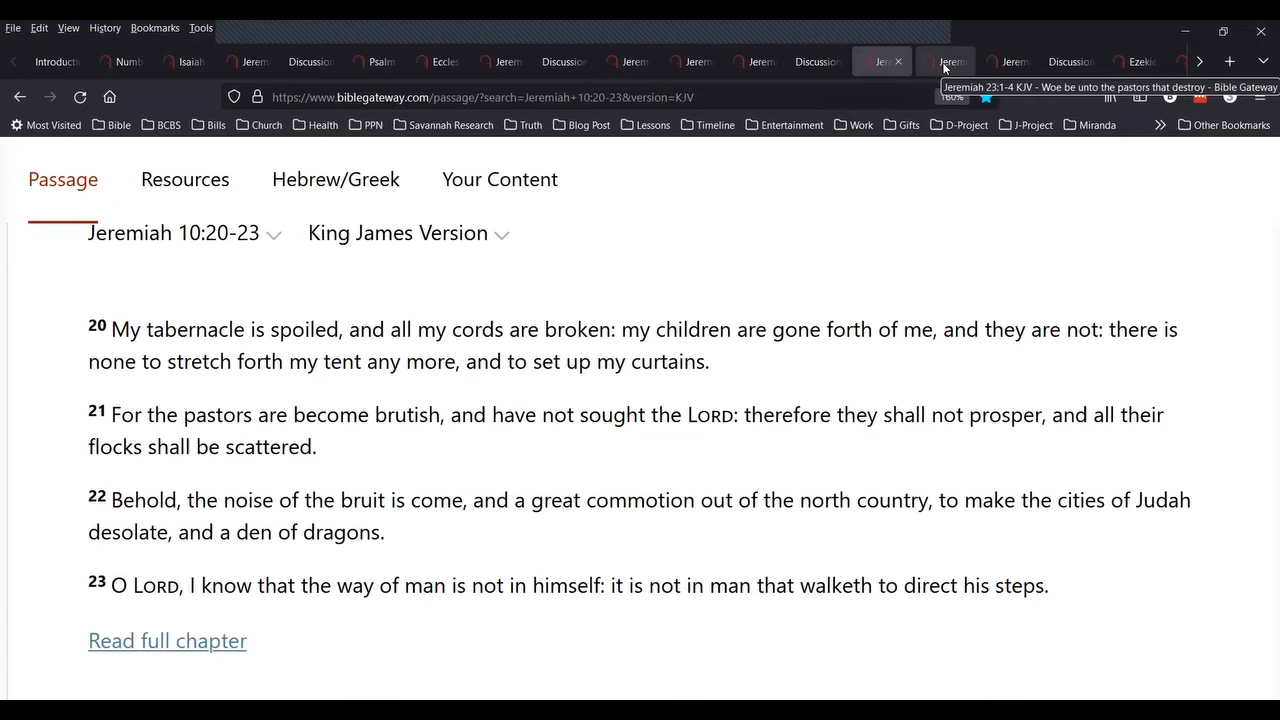 File Edit View History Bookmarks Tools
Introducti Numb Isaiah Jeremi Discussion Psalm Eccles Jeremi Discussion Jeremi Jeremi Jeremi Discussion Jere Jeremi Jeremi Discussion Ezekie
https://www.biblegateway.com/passage/?search=Jeremiah+10:20-23&version=KJV 160%
Jeremiah 23:1-4 KJV - Woe be unto the pastors that destroy - Bible Gateway
Most Visited Bible BCBS Bills Church Health PPN Savannah Research Truth Blog Post Lessons Timeline Entertainment Work Gifts D-Project J-Project Miranda Other Bookmarks
Passage Resources Hebrew/Greek Your Content
Jeremiah 10:20-23 King James Version
20 My tabernacle is spoiled, and all my cords are broken: my children are gone forth of me, and they are not: there is
none to stretch forth my tent any more, and to set up my curtains.
21 For the pastors are become brutish, and have not sought the LORD: therefore they shall not prosper, and all their
flocks shall be scattered.
22 Behold, the noise of the bruit is come, and a great commotion out of the north country, to make the cities of Judah
desolate, and a den of dragons.
23 O LORD, I know that the way of man is not in himself: it is not in man that walketh to direct his steps.
Read full chapter